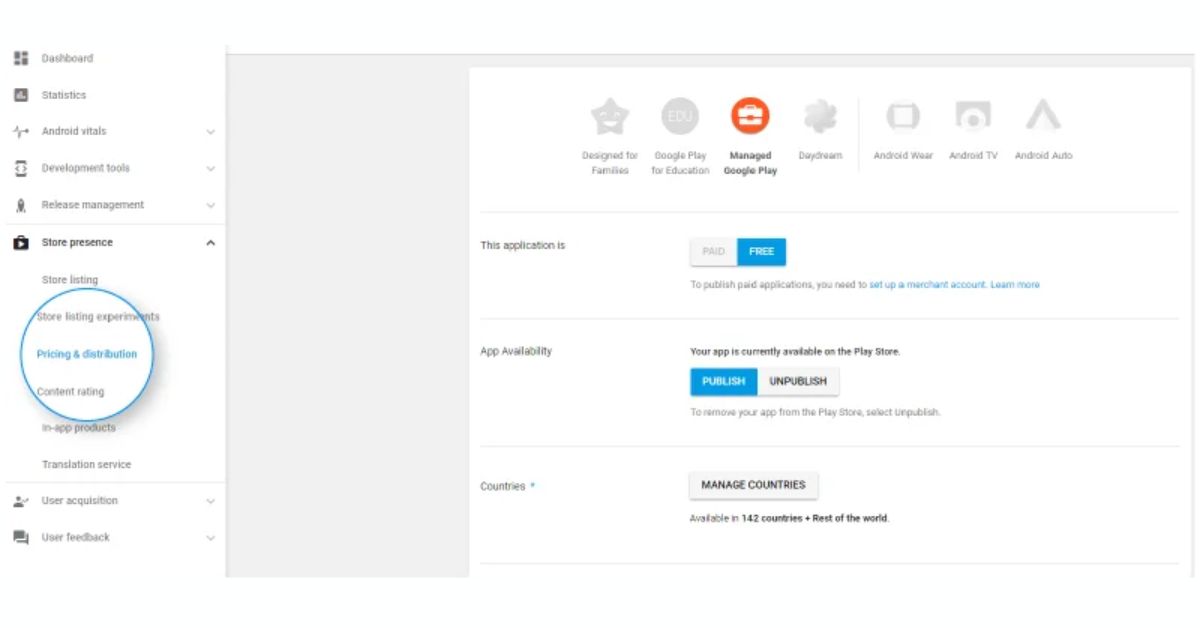 Dashboard
Statistics
Android vitals
Development tools
Release management
Store presence
Store listing
Store listing experiments
Pricing & distribution
Content rating
In-app products
Translation service
User acquisition
User feedback
EDU
Designed for
Families
Google Play
for Education
Managed
Google Play
Daydream
Android Wear
Android TV
Android Auto
This application is
PAID
FREE
To publish paid applications, you need to set up a merchant account. Learn more
App Availability
Your app is currently available on the Play Store.
PUBLISH
UNPUBLISH
To remove your app from the Play Store, select Unpublish.
Countries *
MANAGE COUNTRIES
Available in 142 countries + Rest of the world.